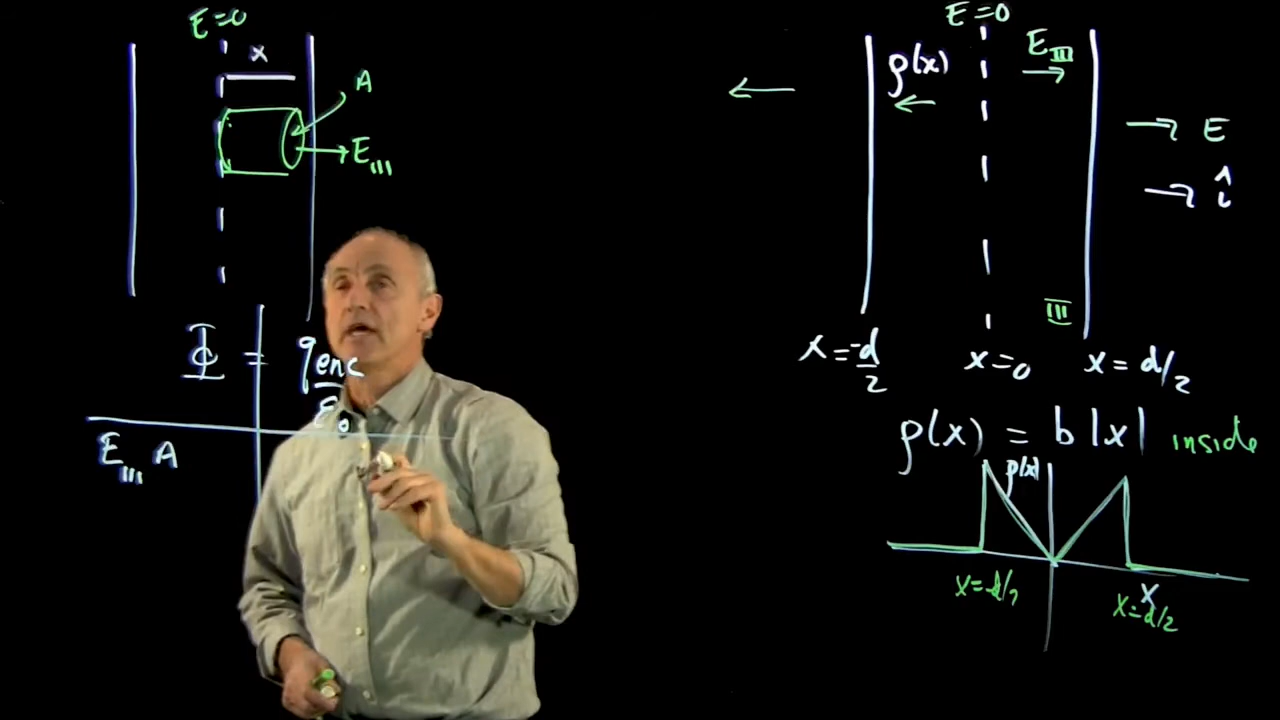 E=0
x
A
E_III
Φ = q_enc/ε₀
E_III A
E=0
ρ(x)
E_III
E
î
III
x=-d/2
x=0
x=d/2
ρ(x) = b|x| inside
ρ(x)
x=-d/2
x
x=d/2